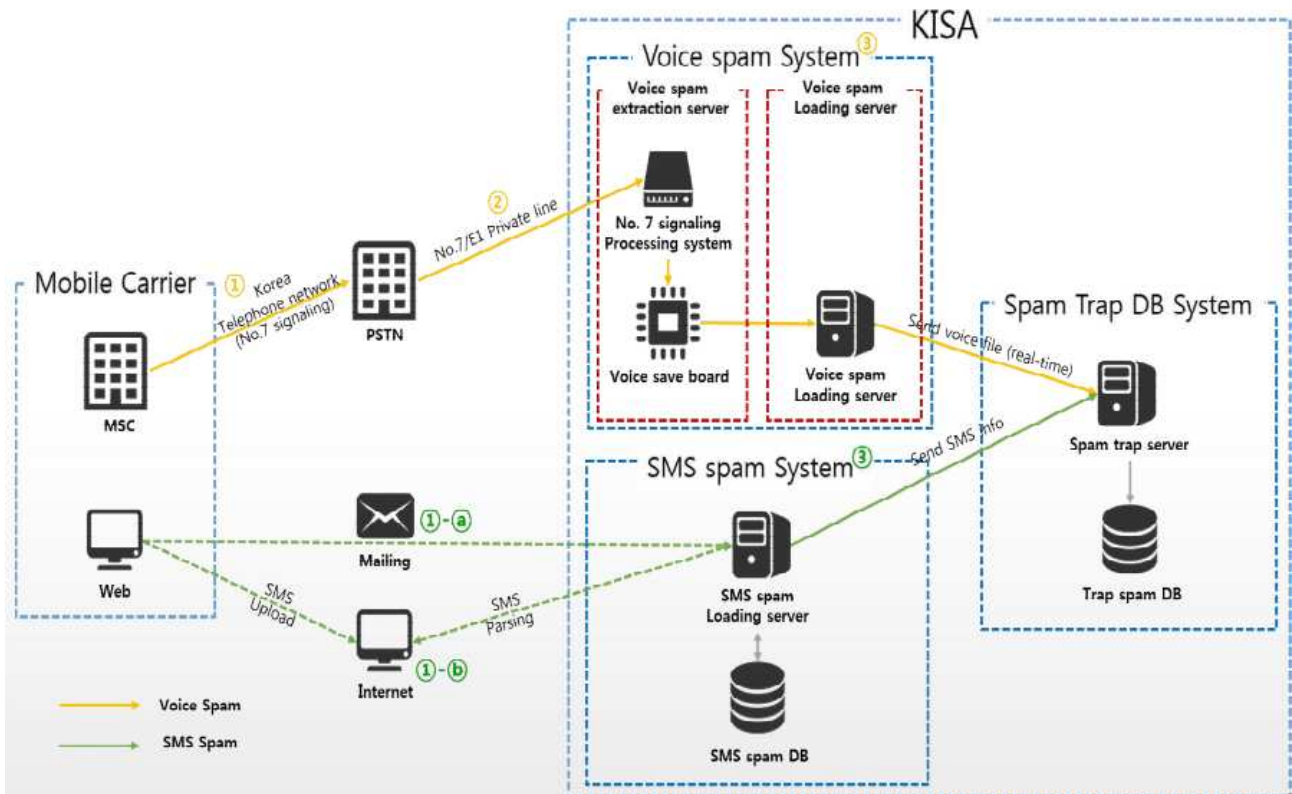 KISA
Voice spam System③
Voice spam
extraction server
Voice spam
Loading server
No. 7 signaling
Processing system
Voice save board
Voice spam
Loading server
②
No.7/E1 Private line
Mobile Carrier
①
Korea
Telephone network
(No.7 signaling)
PSTN
MSC
Send voice file (real-time)
Spam Trap DB System
Spam trap server
Trap spam DB
SMS spam System③
Send SMS info
①-ⓐ
Mailing
Web
SMS
Upload
SMS
Parsing
SMS spam
Loading server
①-ⓑ
Internet
SMS spam DB
Voice Spam
SMS Spam